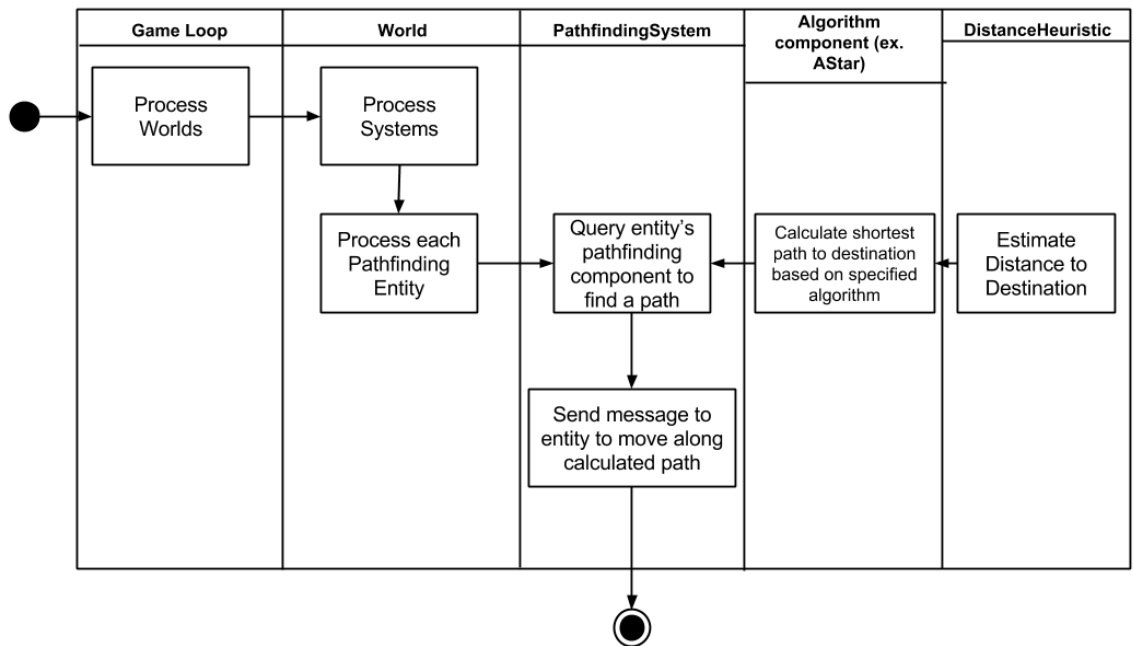 Game Loop
World
PathfindingSystem
Algorithm
component (ex.
AStar)
DistanceHeuristic
Process
Worlds
Process
Systems
Process each
Pathfinding
Entity
Query entity's
pathfinding
component to
find a path
Calculate shortest
path to destination
based on specified
algorithm
Estimate
Distance to
Destination
Send message to
entity to move along
calculated path